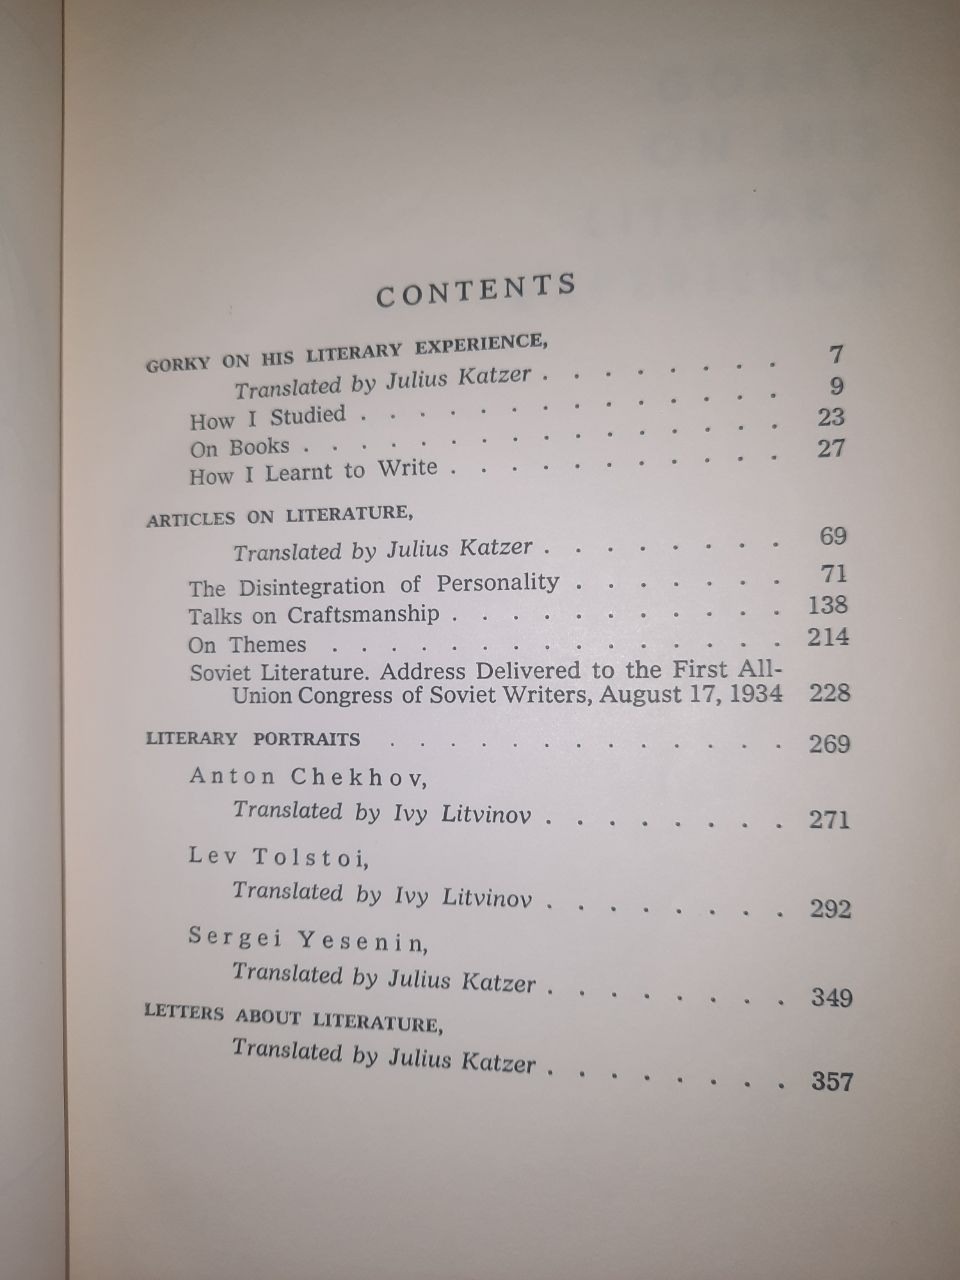 CONTENTS
GORKY ON HIS LITERARY EXPERIENCE,
Translated by Julius Katzer . . . . . . . . 7
How I Studied . . . . . . . . . . . . . . 9
On Books . . . . . . . . . . . . . . . . 23
How I Learnt to Write . . . . . . . . . . . 27
ARTICLES ON LITERATURE,
Translated by Julius Katzer . . . . . . . . 69
The Disintegration of Personality . . . . . . . 71
Talks on Craftsmanship . . . . . . . . . . . 138
On Themes . . . . . . . . . . . . . . . 214
Soviet Literature. Address Delivered to the First All-
Union Congress of Soviet Writers, August 17, 1934 228
LITERARY PORTRAITS . . . . . . . . . . . . . 269
Anton Chekhov,
Translated by Ivy Litvinov . . . . . . . . 271
Lev Tolstoi,
Translated by Ivy Litvinov . . . . . . . . 292
Sergei Yesenin,
Translated by Julius Katzer . . . . . . . . 349
LETTERS ABOUT LITERATURE,
Translated by Julius Katzer . . . . . . . . 357